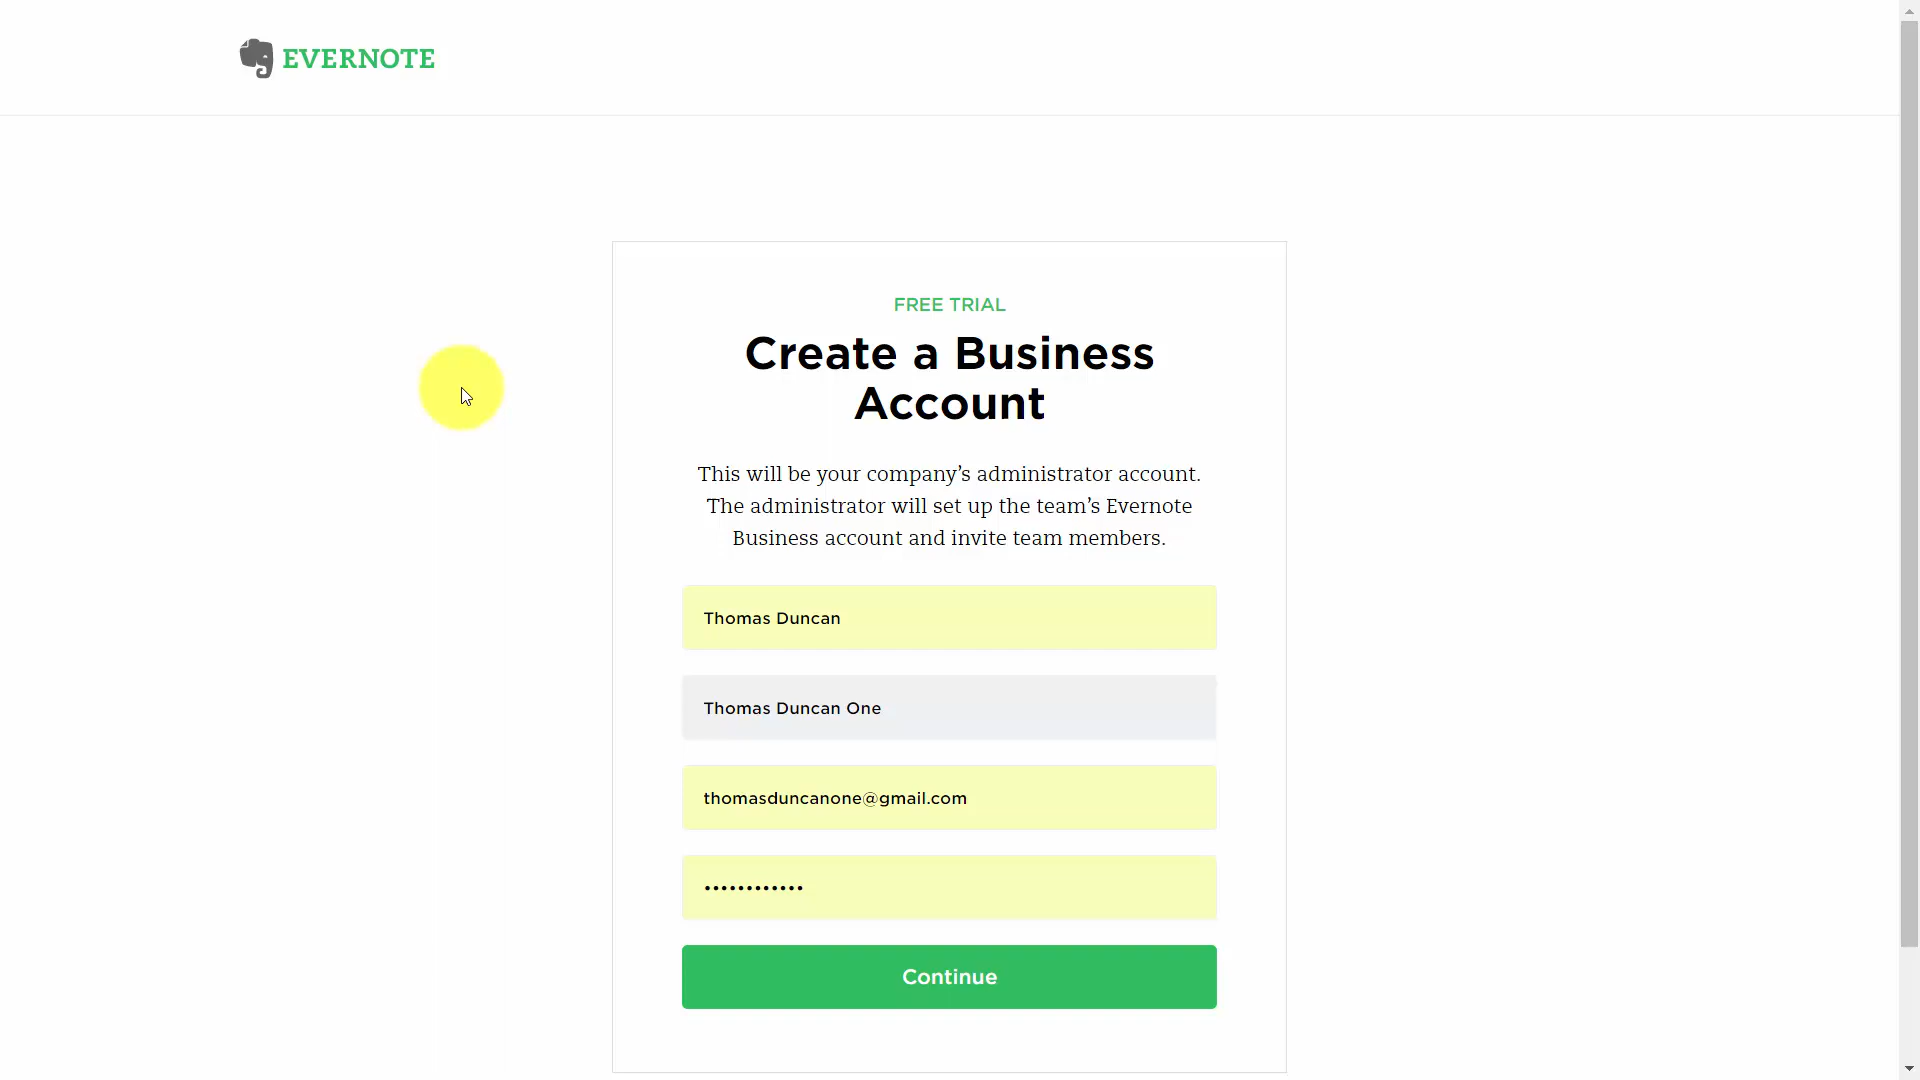 EVERNOTE
FREE TRIAL
Create a Business
Account
This will be your company’s administrator account.
The administrator will set up the team’s Evernote
Business account and invite team members.
Thomas Duncan
Thomas Duncan One
thomasduncanone@gmail.com
••••••••••••
Continue